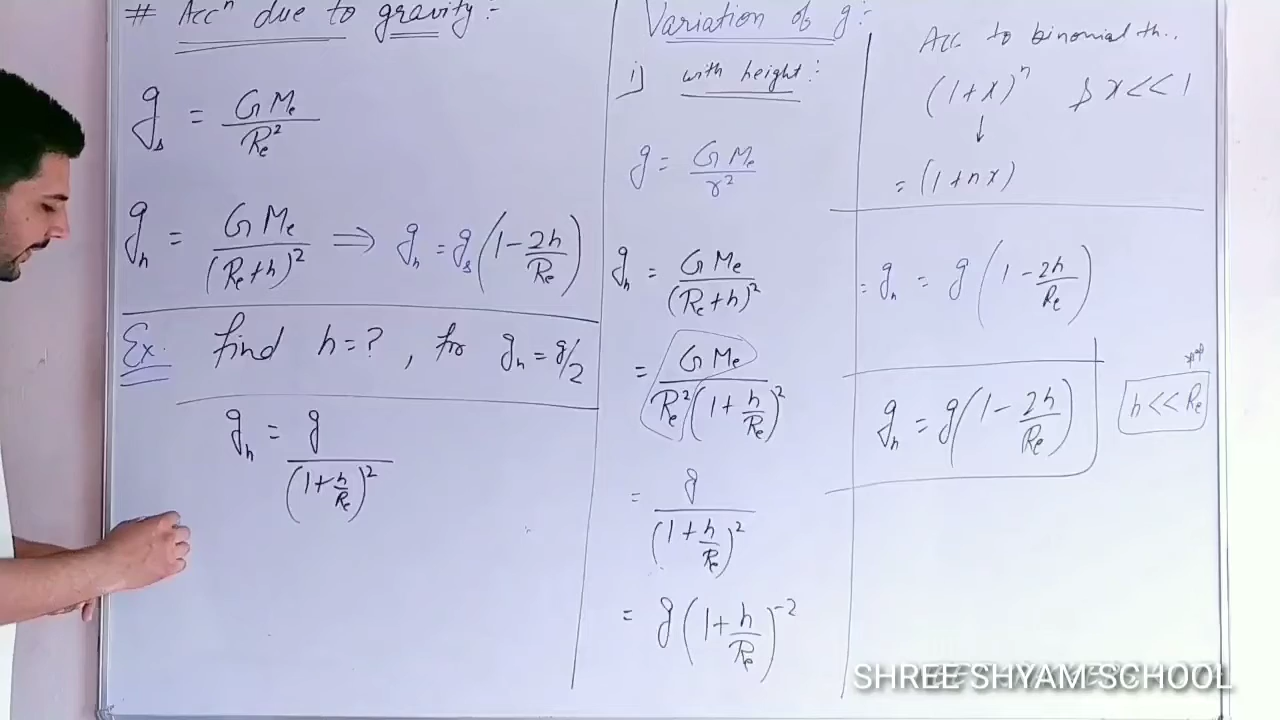 # Accⁿ due to gravity :-
gₛ = GMₑ / Rₑ²
gₕ = GMₑ / (Rₑ+h)² ⇒ gₕ = gₛ(1 - 2h/Rₑ)
Ex. find h = ? , for gₕ = g/2
gₕ = g / (1 + h/Rₑ)²
Variation of g :-
i) with height :-
g = GMₑ / r²
gₕ = GMₑ / (Rₑ+h)²
= GMₑ / Rₑ²(1 + h/Rₑ)²
= g / (1 + h/Rₑ)²
= g(1 + h/Rₑ)⁻²
Acc to binomial th..
(1+x)ⁿ x << 1
↓
= (1+nx)
= gₕ = g(1 - 2h/Rₑ)
gₕ = g(1 - 2h/Rₑ) h << Rₑ
SHREE SHYAM SCHOOL